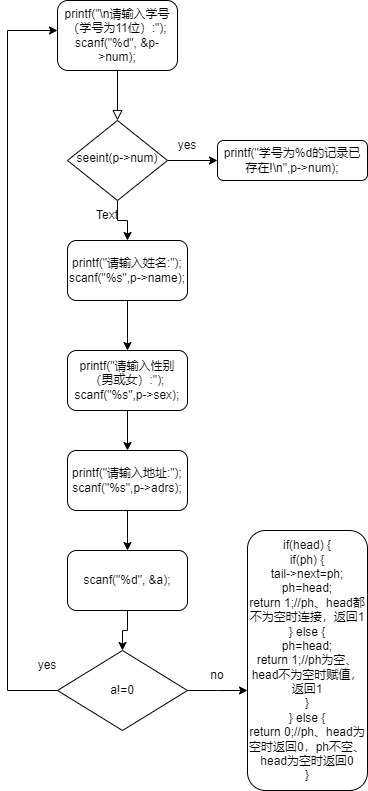 printf("\n请输入学号
（学号为11位）:");
scanf("%d", &p-
>num);
seeint(p->num)
yes
printf("学号为%d的记录已
存在!\n",p->num);
Text
printf("请输入姓名:");
scanf("%s",p->name);
printf("请输入性别
（男或女）:");
scanf("%s",p->sex);
printf("请输入地址:");
scanf("%s",p->adrs);
scanf("%d", &a);
yes
a!=0
no
if(head) {
if(ph) {
tail->next=ph;
ph=head;
return 1;//ph、head都
不为空时连接，返回1
} else {
ph=head;
return 1;//ph为空、
head不为空时赋值，
返回1
}
} else {
return 0;//ph、head为
空时返回0，ph不空、
head为空时返回0
}